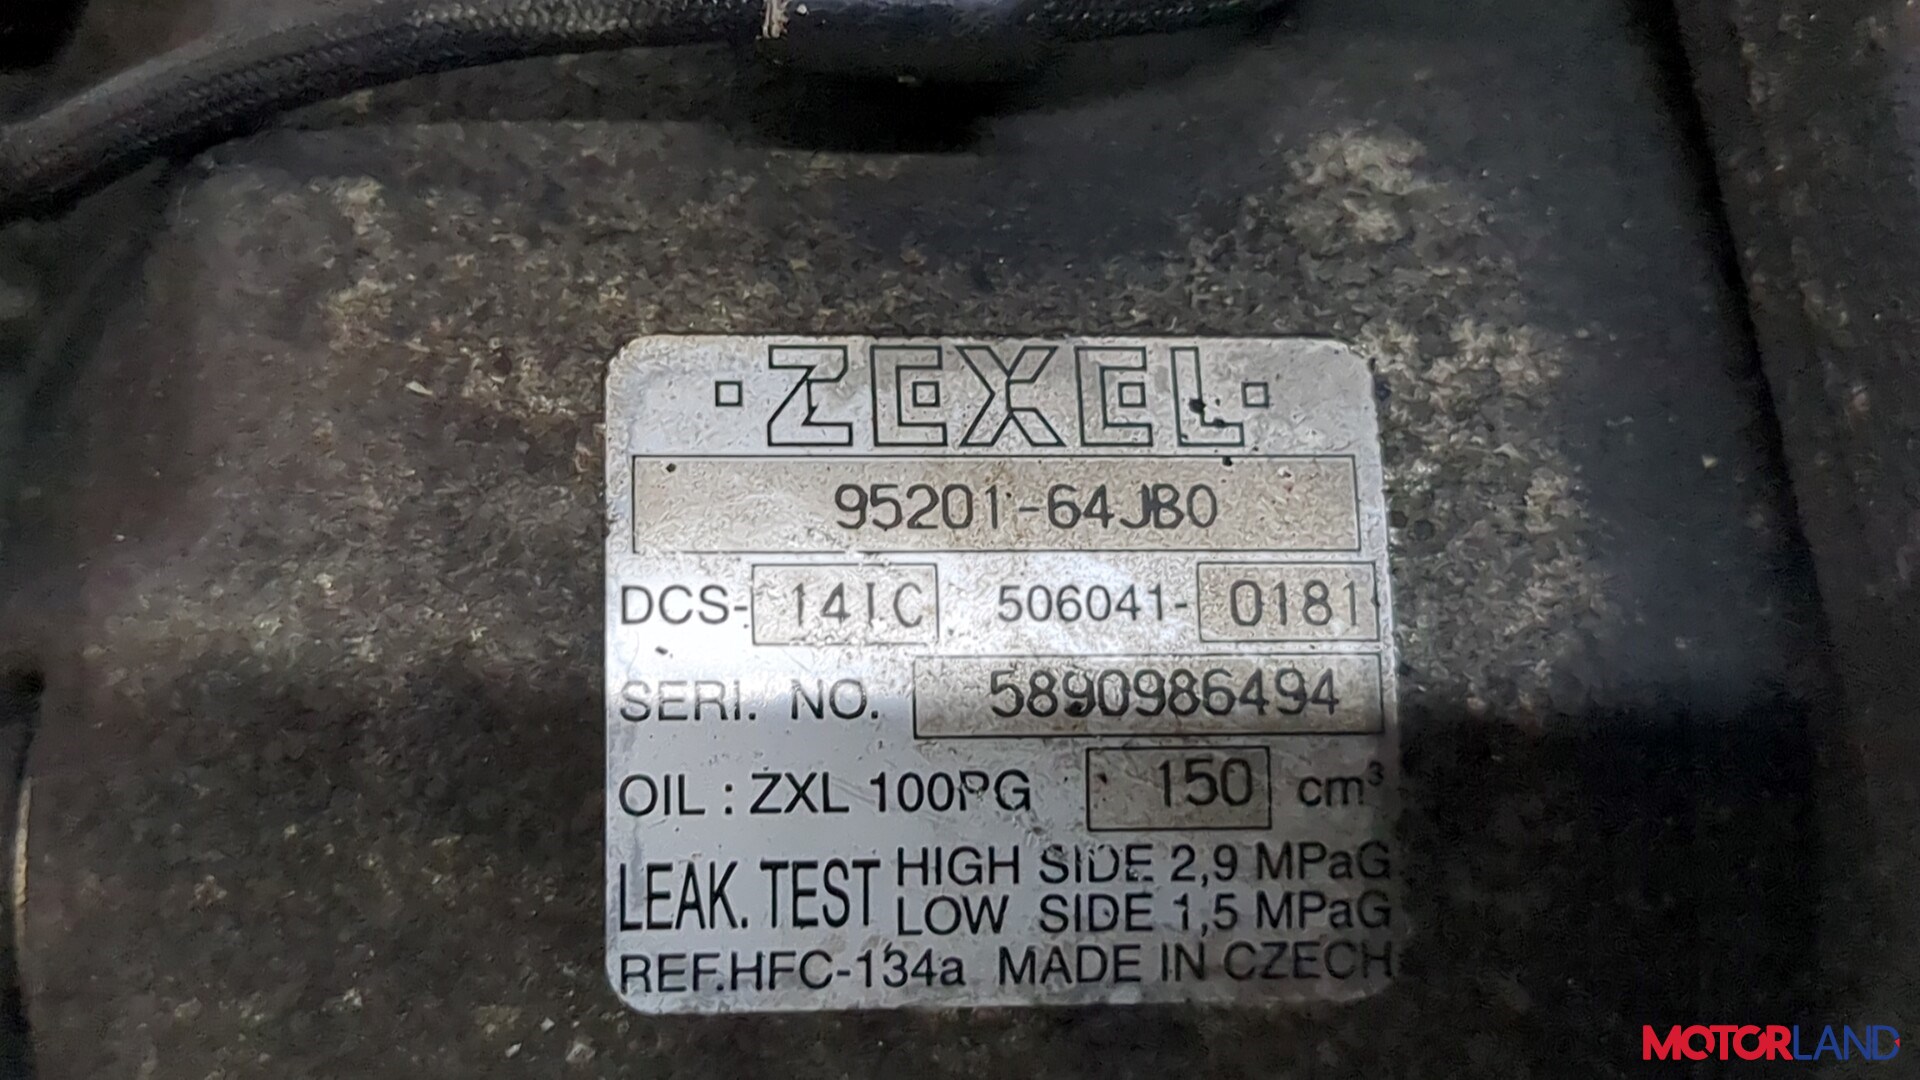 ZEXEL
95201-64JB0
DCS- 14IC 506041- 0181
SERI. NO. 5890986494
OIL : ZXL 100PG 150 cm³
LEAK. TEST HIGH SIDE 2,9 MPaG
LOW SIDE 1,5 MPaG
REF.HFC-134a MADE IN CZECH
MOTORLAND